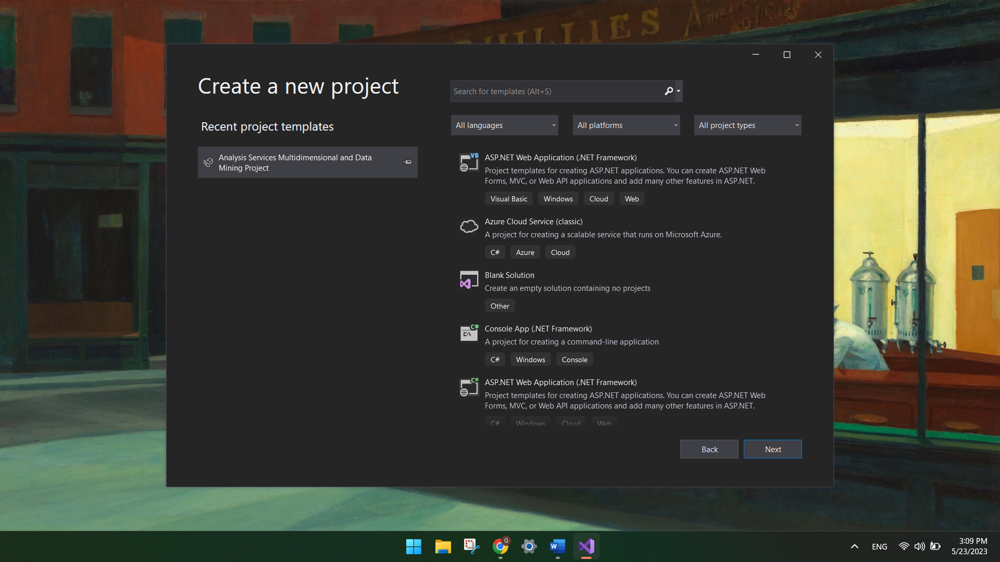 PHILLIES
Create a new project
Search for templates (Alt+S)
Recent project templates
All languages
All platforms
All project types
Analysis Services Multidimensional and Data
Mining Project
VB
ASP.NET Web Application (.NET Framework)
Project templates for creating ASP.NET applications. You can create ASP.NET Web
Forms, MVC, or Web API applications and add many other features in ASP.NET.
Visual Basic
Windows
Cloud
Web
Azure Cloud Service (classic)
A project for creating a scalable service that runs on Microsoft Azure.
C#
Azure
Cloud
Blank Solution
Create an empty solution containing no projects
Other
C#
C:\
Console App (.NET Framework)
A project for creating a command-line application
C#
Windows
Console
C#
ASP.NET Web Application (.NET Framework)
Project templates for creating ASP.NET applications. You can create ASP.NET Web
Forms, MVC, or Web API applications and add many other features in ASP.NET.
C#
Windows
Cloud
Web
Back
Next
Q
W
ENG
3:09 PM
5/23/2023